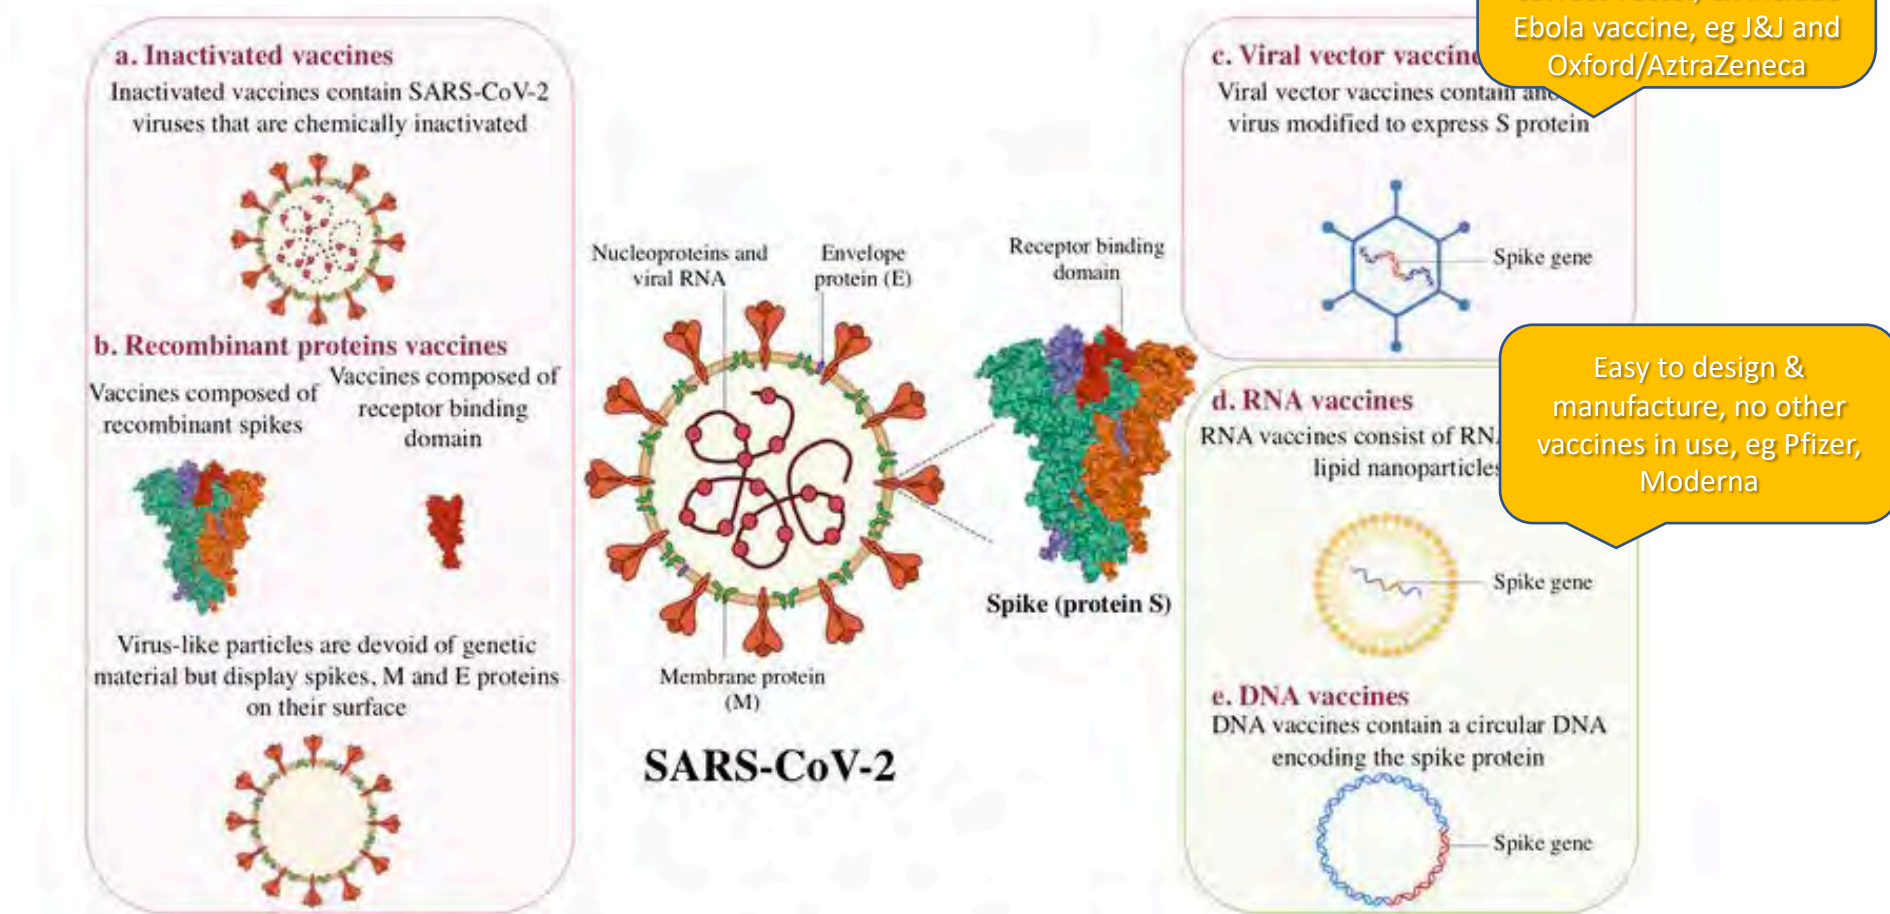 a. Inactivated vaccines
Inactivated vaccines contain SARS-CoV-2
viruses that are chemically inactivated
b. Recombinant proteins vaccines
Vaccines composed of
recombinant spikes
Vaccines composed of
receptor binding
domain
Virus-like particles are devoid of genetic
material but display spikes, M and E proteins
on their surface
Nucleoproteins and
viral RNA
Envelope
protein (E)
Membrane protein
(M)
SARS-CoV-2
Receptor binding
domain
Spike (protein S)
Ebola vaccine, eg J&J and
Oxford/AztraZeneca
c. Viral vector vaccine
Viral vector vaccines contain
virus modified to express S protein
Spike gene
Easy to design &
manufacture, no other
vaccines in use, eg Pfizer,
Moderna
d. RNA vaccines
RNA vaccines consist of RNA
lipid nanoparticles
Spike gene
e. DNA vaccines
DNA vaccines contain a circular DNA
encoding the spike protein
Spike gene